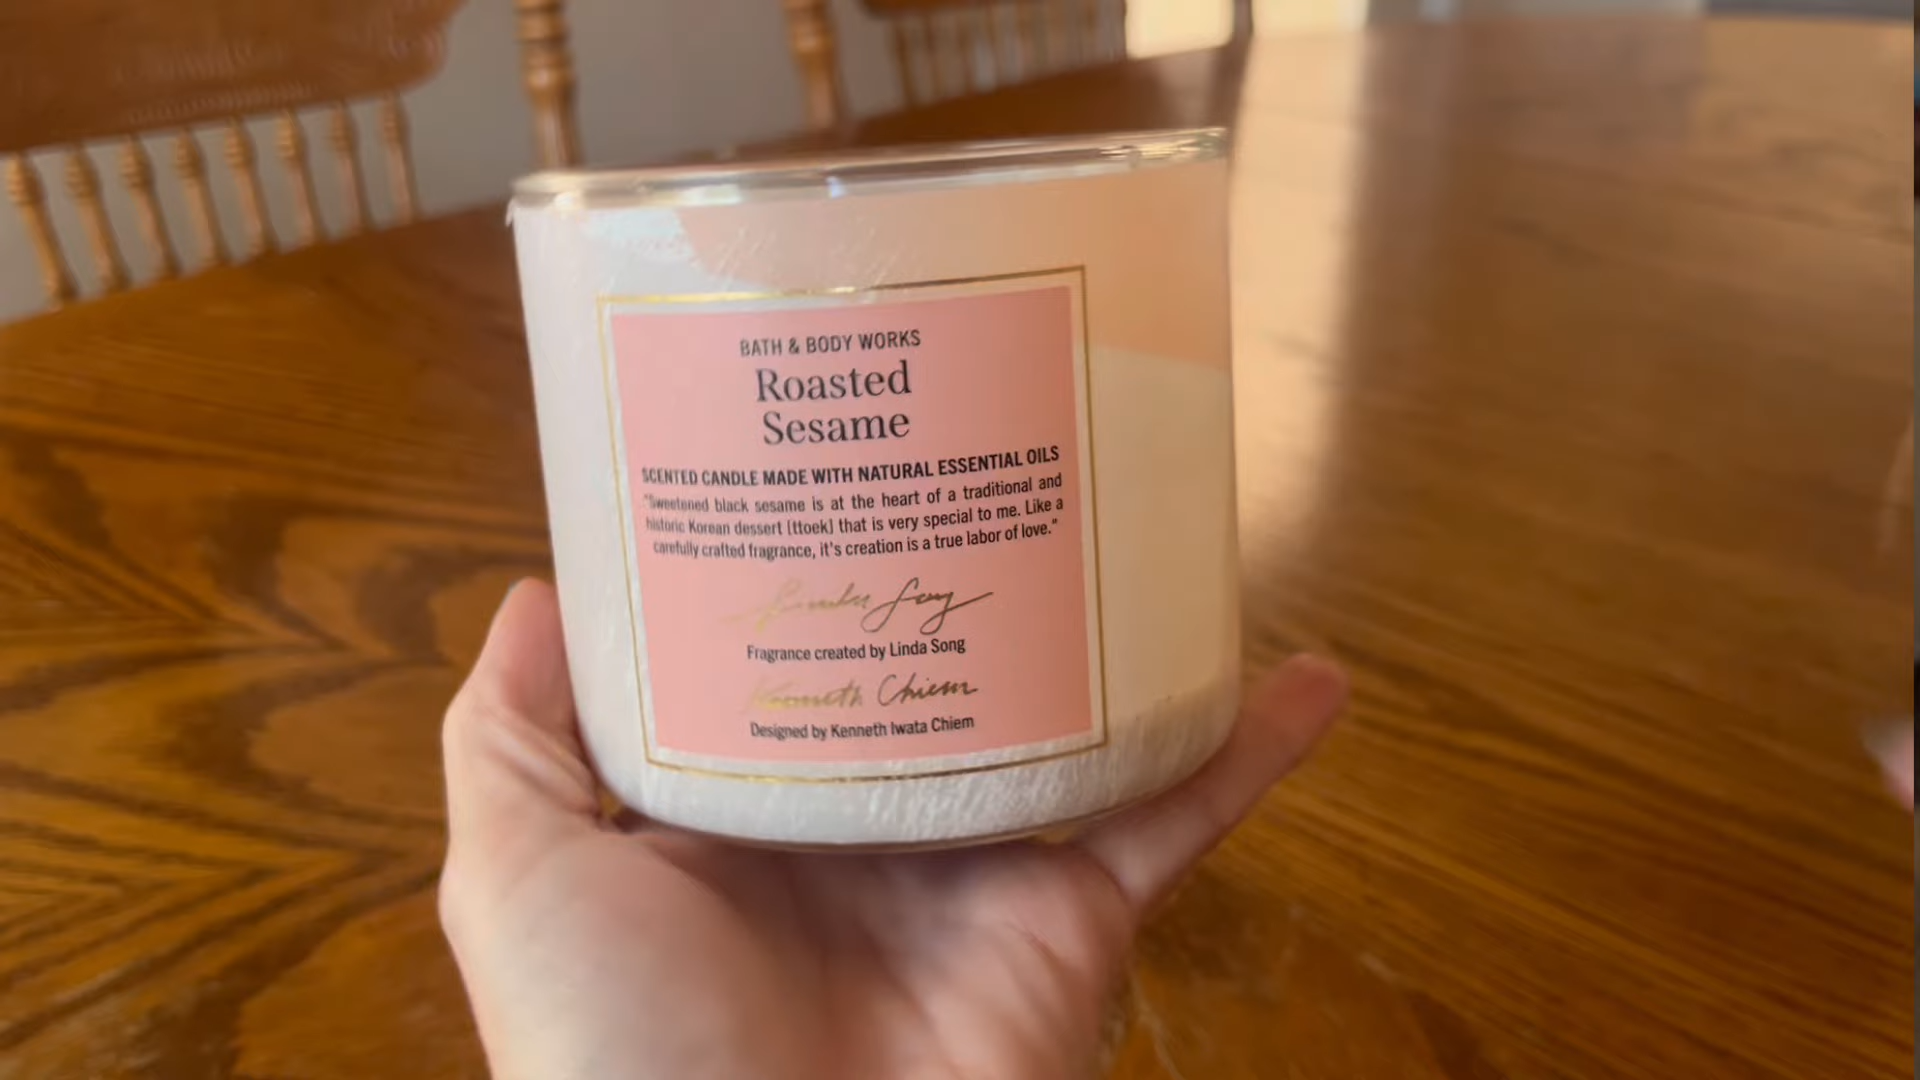 BATH & BODY WORKS
Roasted
Sesame
SCENTED CANDLE MADE WITH NATURAL ESSENTIAL OILS
"Sweetened black sesame is at the heart of a traditional and
historic Korean dessert [ttoek] that is very special to me. Like a
carefully crafted fragrance, it's creation is a true labor of love."
Linda Song
Fragrance created by Linda Song
Kenneth Chiem
Designed by Kenneth Iwata Chiem